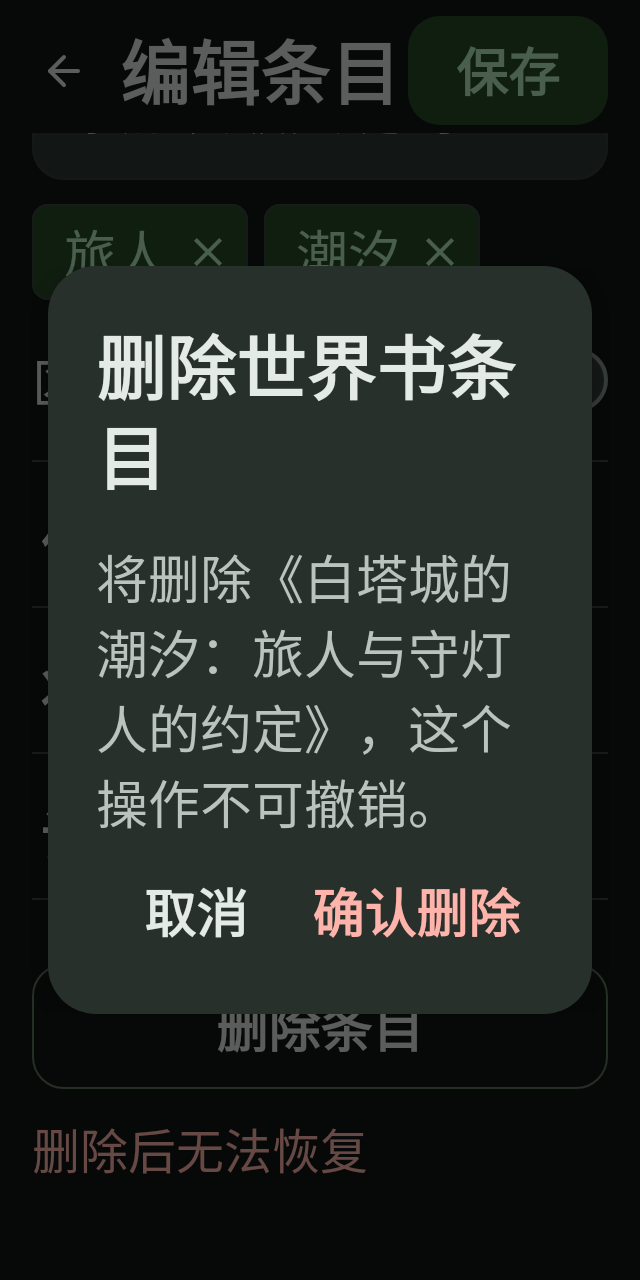 编辑条目
保存
旅人
潮汐
删除世界书条
目
将删除《白塔城的
潮汐：旅人与守灯
人的约定》，这个
操作不可撤销。
取消
确认删除
删除条目
删除后无法恢复